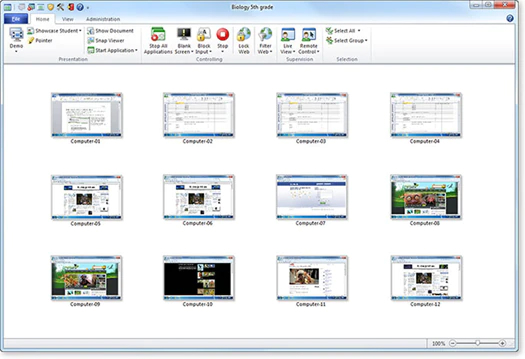 Biology 5th grade
File Home View Administration
Demo
Showcase Student
Pointer
Show Document
Snap Viewer
Start Application
Stop All Applications
Blank Screen
Block Input
Stop
Lock Web
Filter Web
Live View
Remote Control
Select All
Select Group
Presentation Controlling Supervision Selection
Computer-01 Computer-02 Computer-03 Computer-04
Computer-05 Computer-06 Computer-07 Computer-08
Computer-09 Computer-10 Computer-11 Computer-12
100%